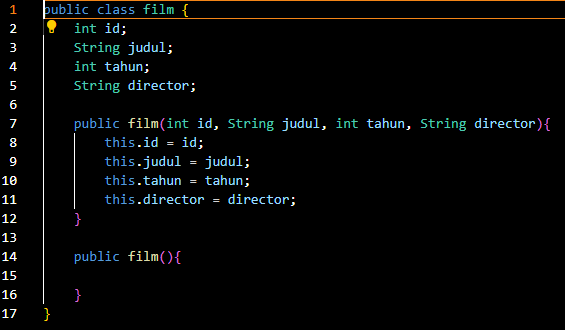 1 public class film {
2     int id;
3     String judul;
4     int tahun;
5     String director;
6
7     public film(int id, String judul, int tahun, String director){
8         this.id = id;
9         this.judul = judul;
10         this.tahun = tahun;
11         this.director = director;
12     }
13
14     public film(){
15
16     }
17 }